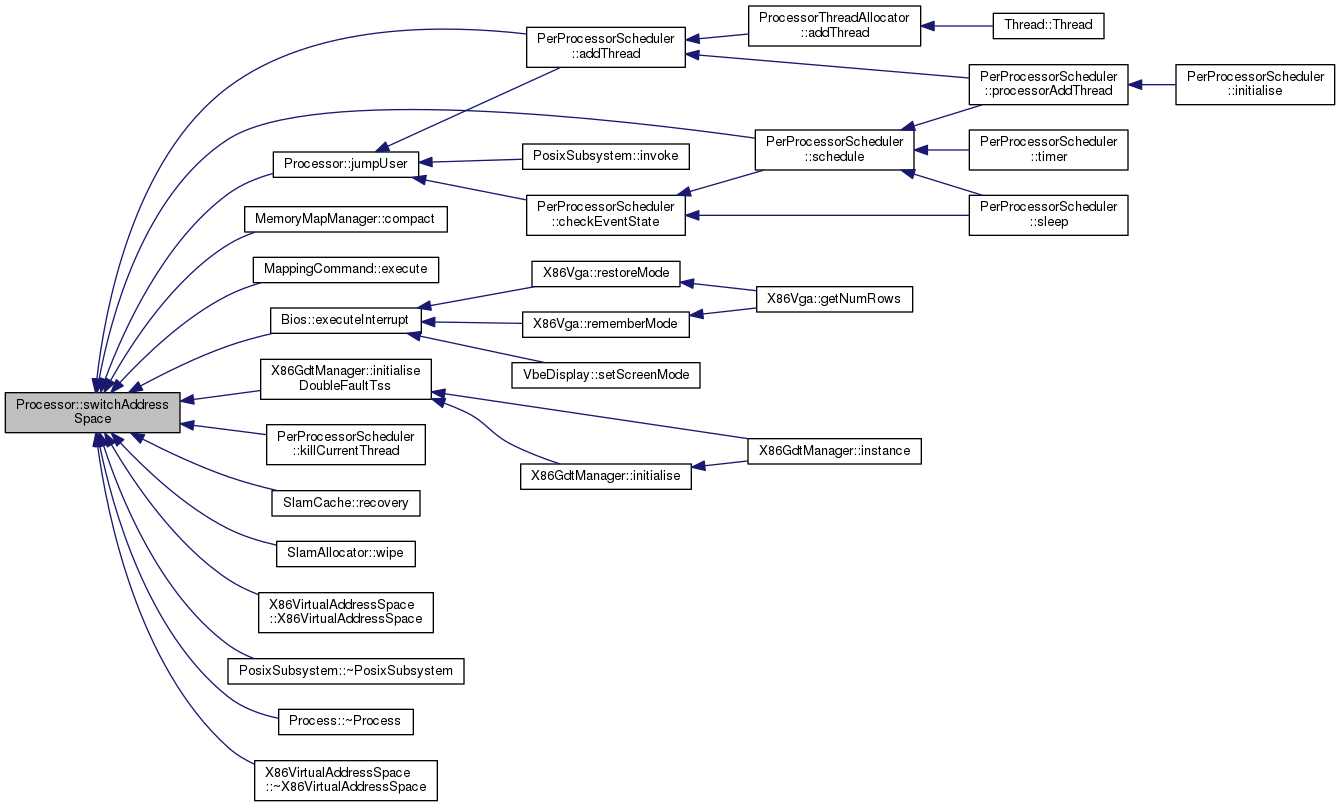 ProcessorThreadAllocator
::addThread
Thread::Thread
PerProcessorScheduler
::addThread
PerProcessorScheduler
::processorAddThread
PerProcessorScheduler
::initialise
Processor::jumpUser
PosixSubsystem::invoke
PerProcessorScheduler
::schedule
PerProcessorScheduler
::timer
PerProcessorScheduler
::checkEventState
PerProcessorScheduler
::sleep
MemoryMapManager::compact
MappingCommand::execute
X86Vga::restoreMode
X86Vga::getNumRows
Bios::executeInterrupt
X86Vga::rememberMode
VbeDisplay::setScreenMode
X86GdtManager::initialise
DoubleFaultTss
Processor::switchAddress
Space
PerProcessorScheduler
::killCurrentThread
X86GdtManager::instance
X86GdtManager::initialise
SlamCache::recovery
SlamAllocator::wipe
X86VirtualAddressSpace
::X86VirtualAddressSpace
PosixSubsystem::~PosixSubsystem
Process::~Process
X86VirtualAddressSpace
::~X86VirtualAddressSpace